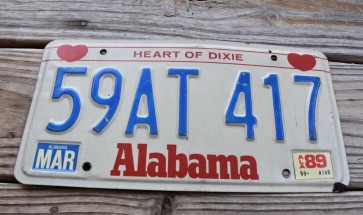 HEART OF DIXIE
59AT 417
ALABAMA
MAR
Alabama
89